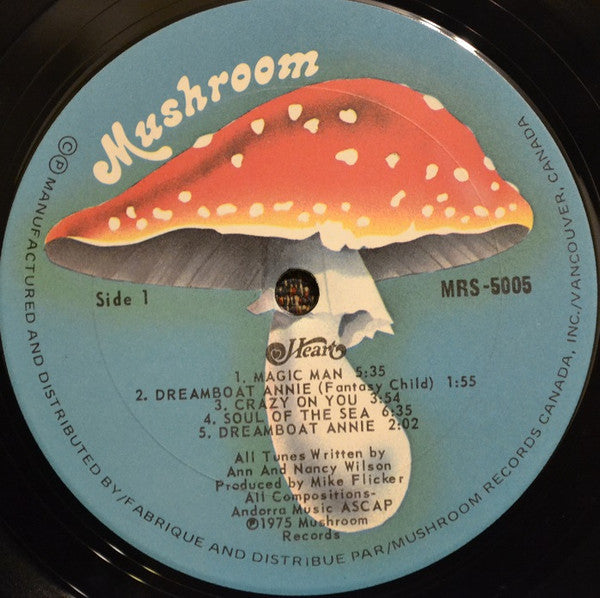 Mushroom
Side 1
MRS-5005
Heart
1. MAGIC MAN 5:35
2. DREAMBOAT ANNIE (Fantasy Child) 1:55
3. CRAZY ON YOU 3:54
4. SOUL OF THE SEA 6:35
5. DREAMBOAT ANNIE 2:02
All Tunes Written by
Ann And Nancy Wilson
Produced by Mike Flicker
All Compositions-
Andorra Music ASCAP
℗1975 Mushroom
Records
©℗ MANUFACTURED AND DISTRIBUTED BY/FABRIQUE AND DISTRIBUE PAR/MUSHROOM RECORDS CANADA, INC./VANCOUVER, CANADA